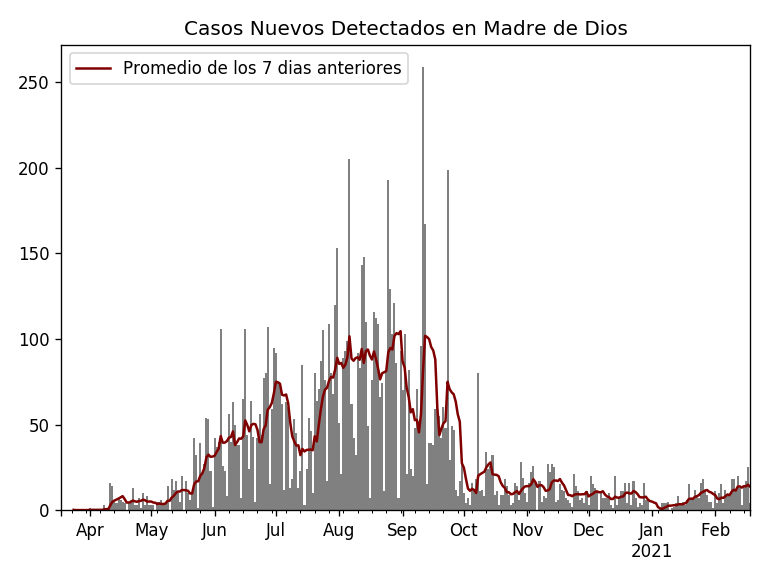 Casos Nuevos Detectados en Madre de Dios
Promedio de los 7 dias anteriores
250
200
150
100
50
0
Apr May Jun Jul Aug Sep Oct Nov Dec Jan Feb
2021